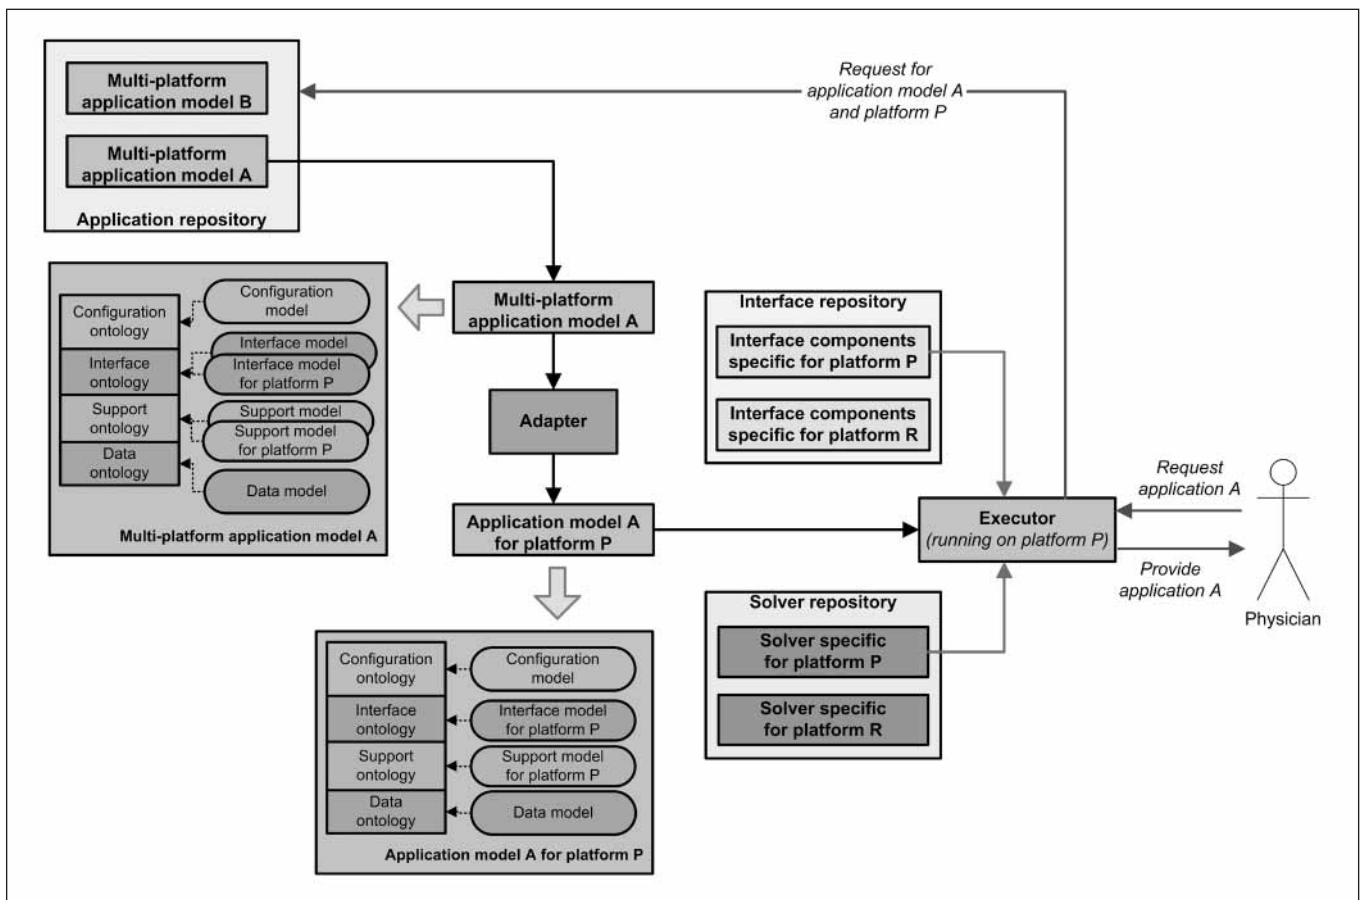 Multi-platform
application model B
Multi-platform
application model A
Application repository
Request for
application model A
and platform P
Configuration
ontology
Interface
ontology
Support
ontology
Data
ontology
Configuration
model
Interface model
Interface model
for platform P
Support model
Support model
for platform P
Data model
Multi-platform application model A
Multi-platform
application model A
Adapter
Application model A
for platform P
Interface repository
Interface components
specific for platform P
Interface components
specific for platform R
Executor
(running on platform P)
Request
application A
Provide
application A
Physician
Solver repository
Solver specific
for platform P
Solver specific
for platform R
Configuration
ontology
Interface
ontology
Support
ontology
Data
ontology
Configuration
model
Interface model
for platform P
Support model
for platform P
Data model
Application model A for platform P